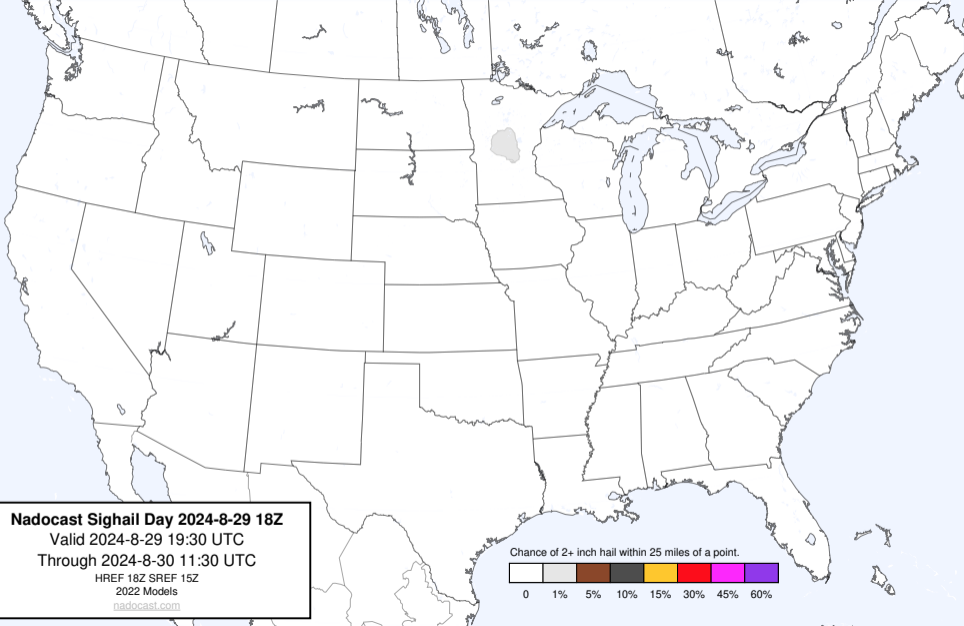 Nadocast Sighail Day 2024-8-29 18Z
Valid 2024-8-29 19:30 UTC
Through 2024-8-30 11:30 UTC
HREF 18Z SREF 15Z
2022 Models
nadocast.com
Chance of 2+ inch hail within 25 miles of a point.
0 1% 5% 10% 15% 30% 45% 60%